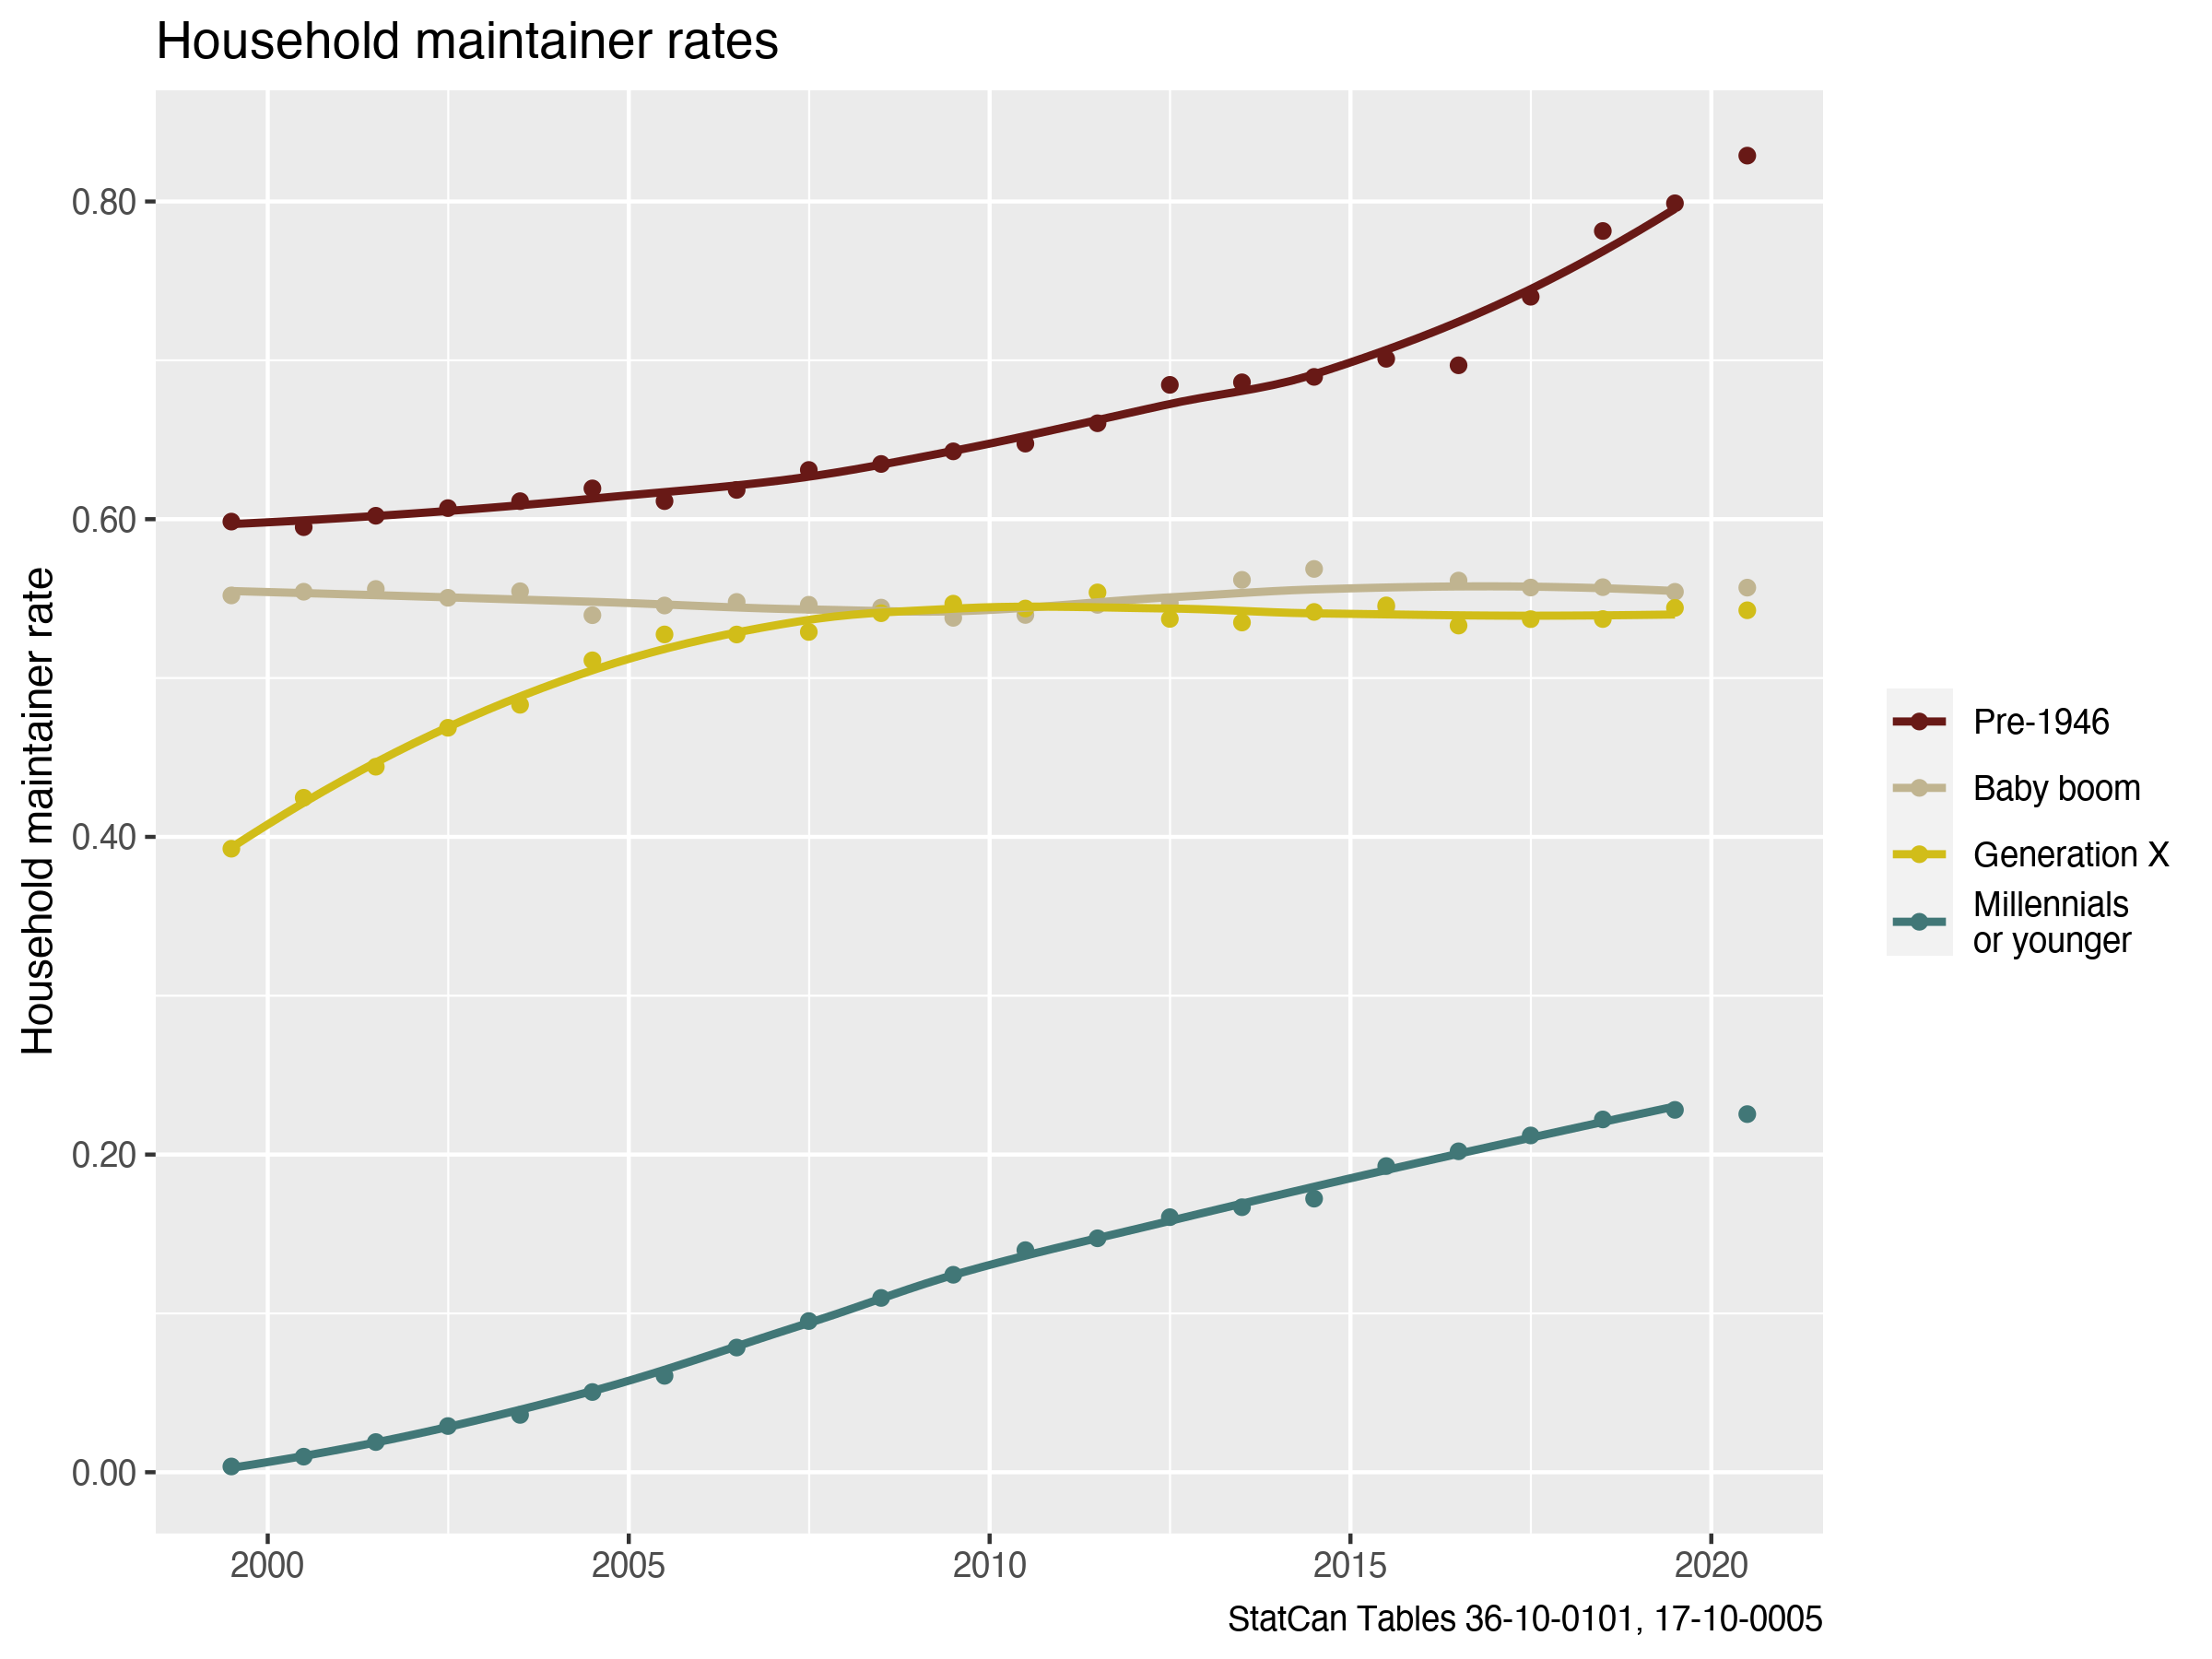 Household maintainer rates
Household maintainer rate
0.80
0.60
0.40
0.20
0.00
2000
2005
2010
2015
2020
Pre-1946
Baby boom
Generation X
Millennials
or younger
StatCan Tables 36-10-0101, 17-10-0005